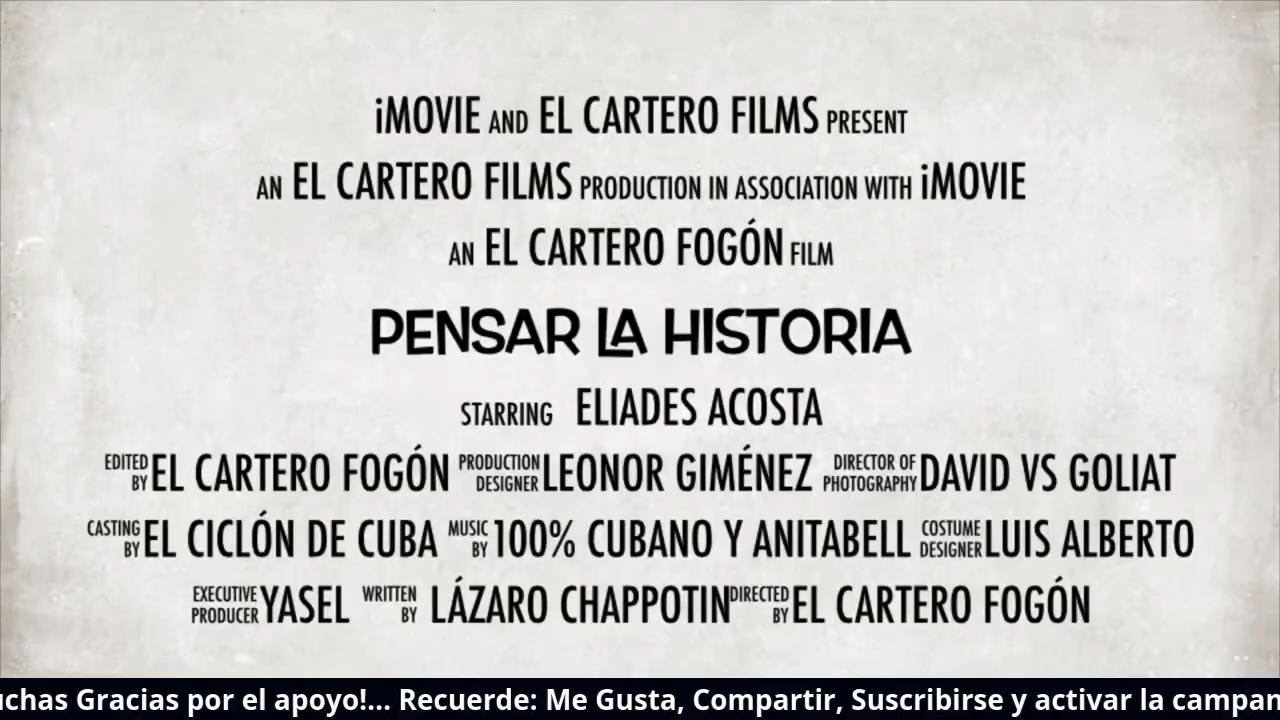 iMOVIE AND EL CARTERO FILMS PRESENT
AN EL CARTERO FILMS PRODUCTION IN ASSOCIATION WITH iMOVIE
AN EL CARTERO FOGÓN FILM
PENSAR LA HISTORIA
STARRING ELIADES ACOSTA
EDITED BY EL CARTERO FOGÓN PRODUCTION DESIGNER LEONOR GIMÉNEZ DIRECTOR OF PHOTOGRAPHY DAVID VS GOLIAT
CASTING BY EL CICLÓN DE CUBA MUSIC BY 100% CUBANO Y ANITABELL COSTUME DESIGNER LUIS ALBERTO
EXECUTIVE PRODUCER YASEL WRITTEN BY LÁZARO CHAPPOTIN DIRECTED BY EL CARTERO FOGÓN
uchas Gracias por el apoyo!... Recuerde: Me Gusta, Compartir, Suscribirse y activar la campan